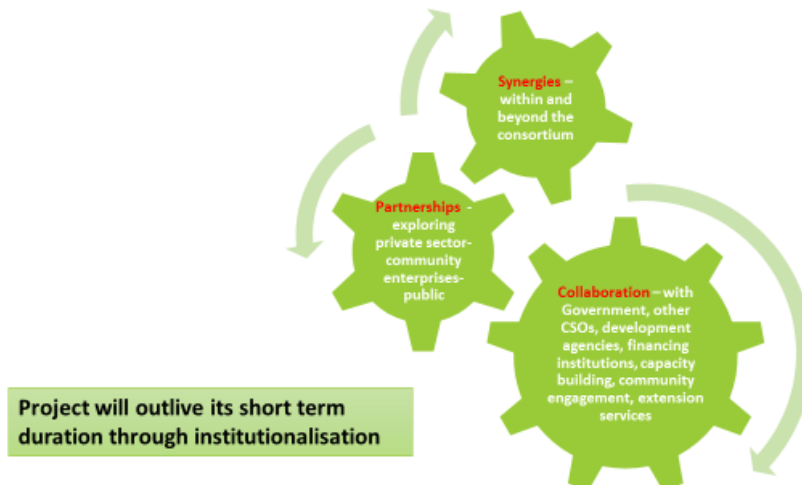 Synergies –
within and
beyond the
consortium
Partnerships -
exploring
private sector-
community
enterprises-
public
Collaboration – with
Government, other
CSOs, development
agencies, financing
institutions, capacity
building, community
engagement, extension
services
Project will outlive its short term
duration through institutionalisation